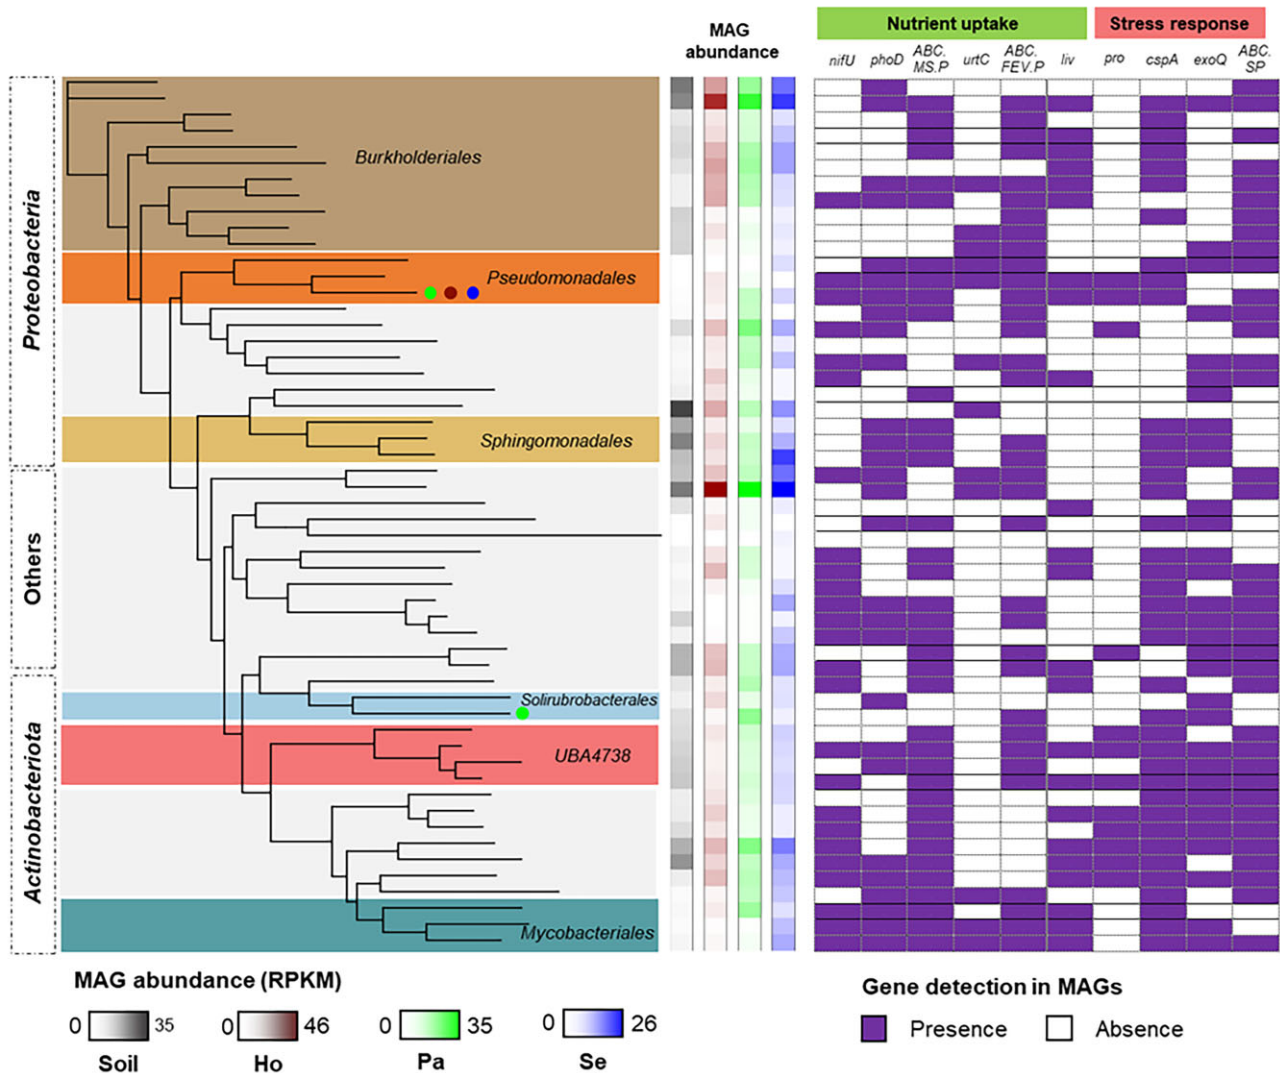 Nutrient uptake
Stress response
MAG
abundance
nifU
phoD
ABC.
MS.P
urtC
ABC.
FEV.P
liv
pro
cspA
exoQ
ABC.
SP
Proteobacteria
Burkholderiales
Pseudomonadales
Sphingomonadales
Others
Actinobacteriota
Solirubrobacterales
UBA4738
Mycobacteriales
MAG abundance (RPKM)
0 35
Soil
0 46
Ho
0 35
Pa
0 26
Se
Gene detection in MAGs
Presence
Absence